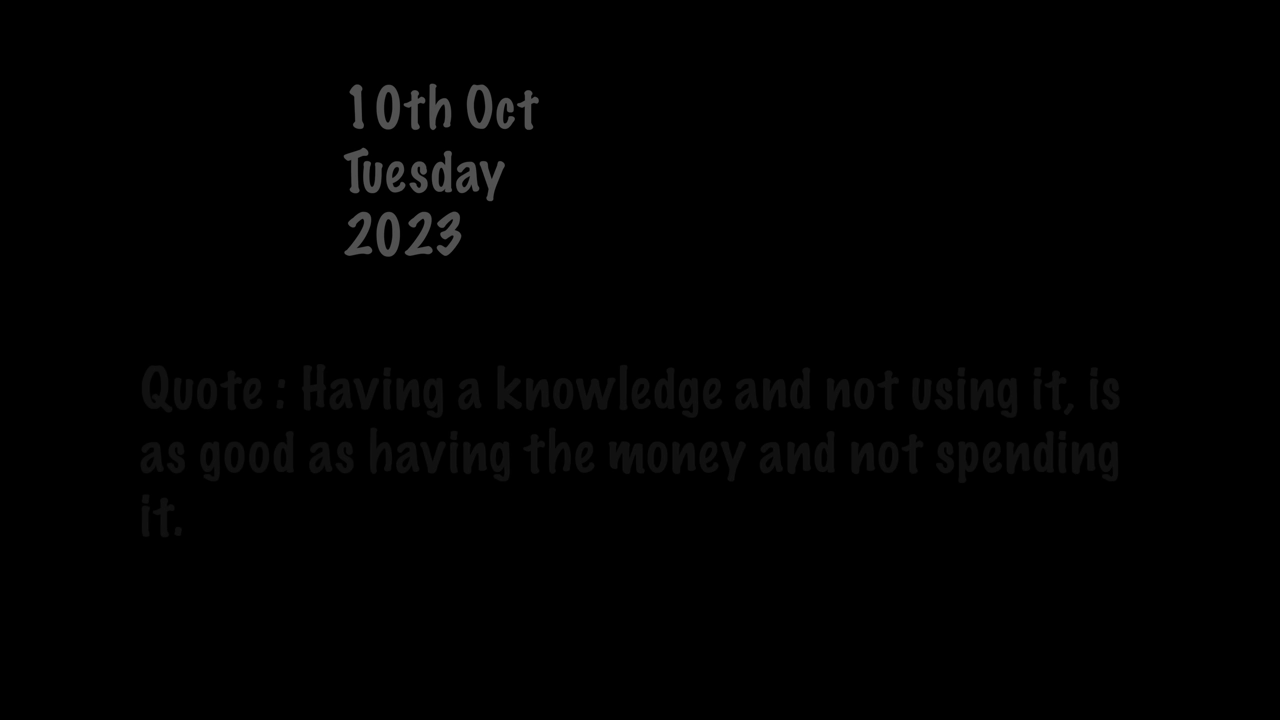 10th Oct
Tuesday
2023
Quote : Having a knowledge and not using it, is
as good as having the money and not spending
it.